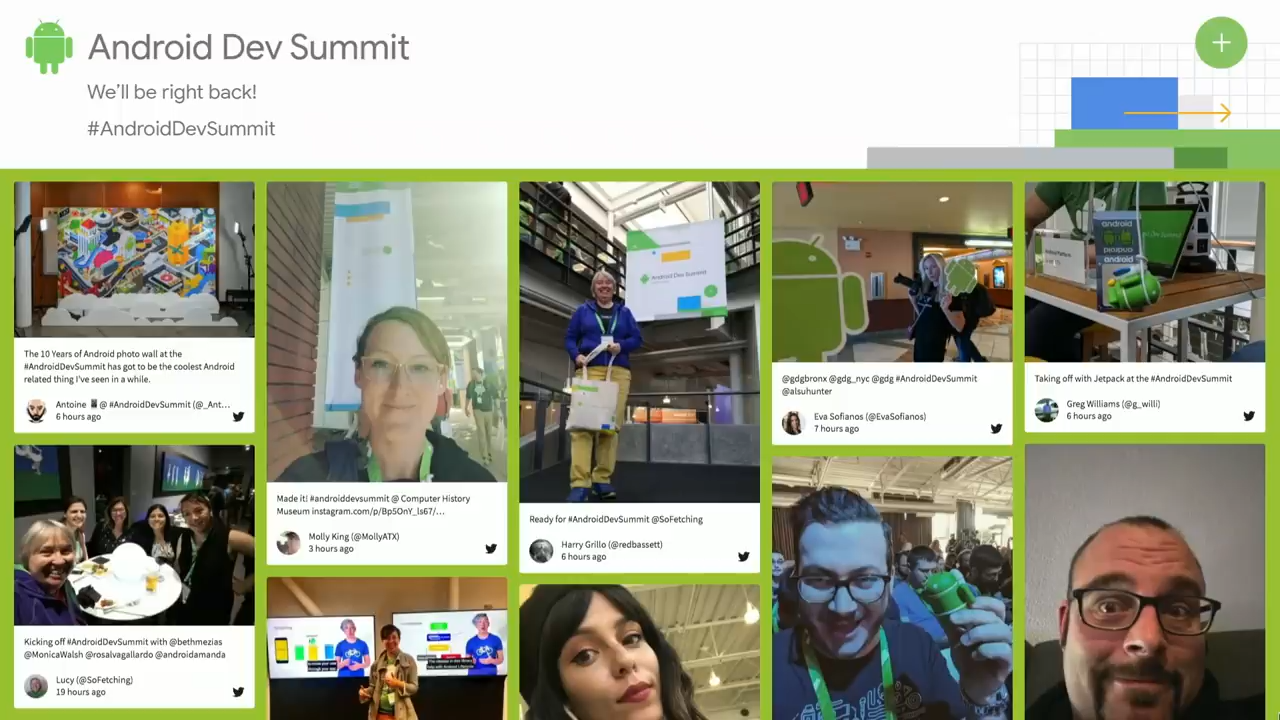 Android Dev Summit
We'll be right back!
#AndroidDevSummit
The 10 Years of Android photo wall at the
#AndroidDevSummit has got to be the coolest Android
related thing I've seen in a while.
Antoine @ #AndroidDevSummit (@_Ant...
6 hours ago
Kicking off #AndroidDevSummit with @bethmezias
@MonicaWalsh @rosalvagallardo @androidamanda
Lucy (@SoFetching)
19 hours ago
Made it! #androiddevsummit @ Computer History
Museum instagram.com/p/Bp5OnY_ls67/...
Molly King (@MollyATX)
3 hours ago
Android Dev Summit
Ready for #AndroidDevSummit @SoFetching
Harry Grillo (@redbassett)
6 hours ago
@gdgbronx @gdg_nyc @gdg #AndroidDevSummit
@alsuhunter
Eva Sofianos (@EvaSofianos)
7 hours ago
android
android
Taking off with Jetpack at the #AndroidDevSummit
Greg Williams (@g_willi)
6 hours ago